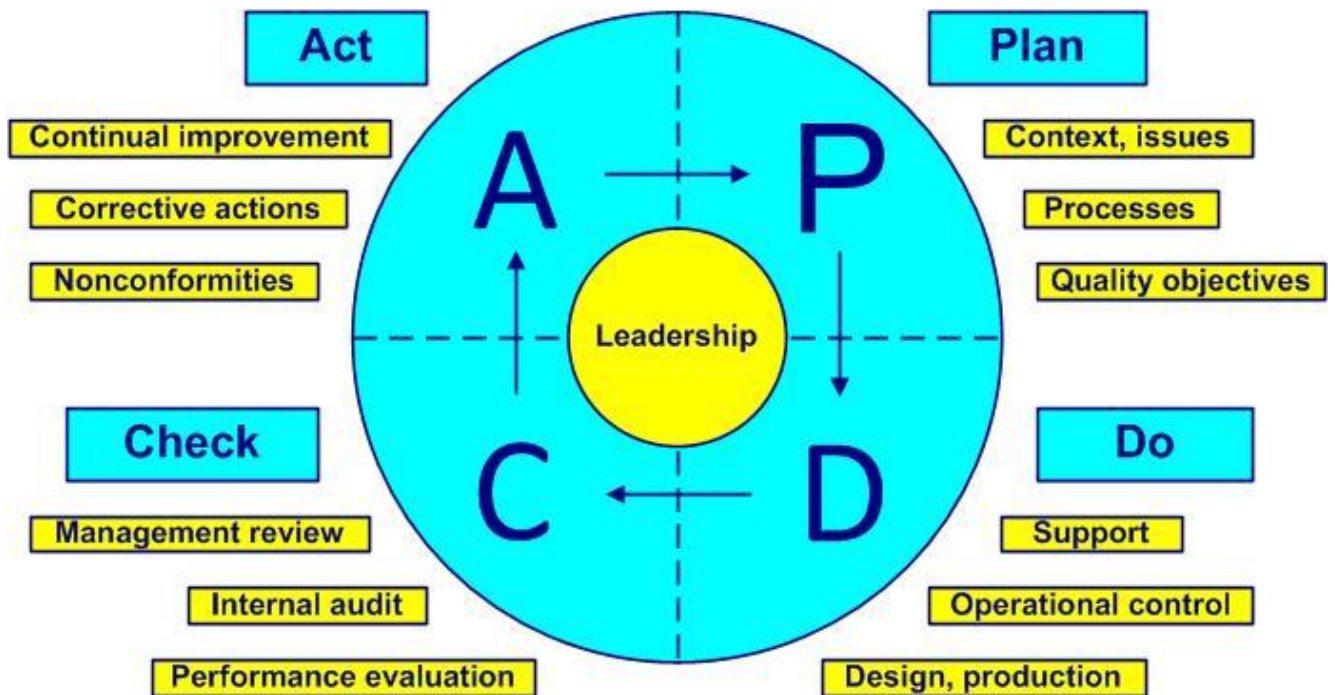 Act
Plan
Continual improvement
Corrective actions
Nonconformities
A
P
Context, issues
Processes
Quality objectives
Leadership
Check
Do
C
D
Management review
Internal audit
Performance evaluation
Support
Operational control
Design, production